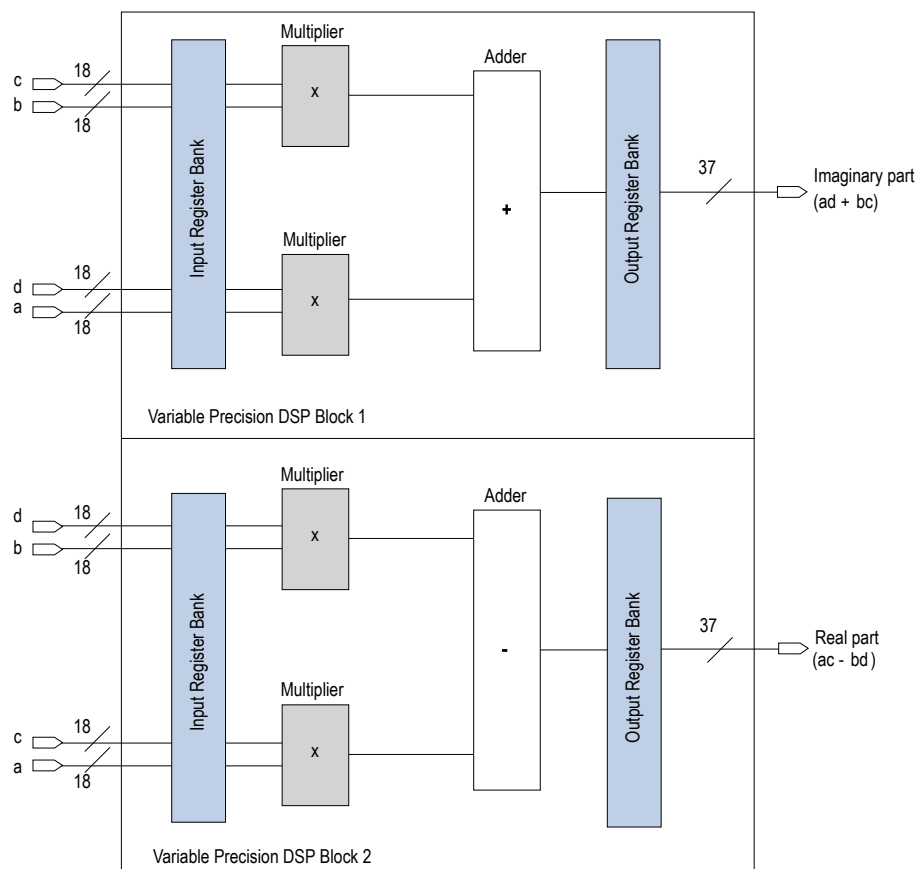 Multiplier
Adder
c
18
b
18
x
Input Register Bank
Output Register Bank
37
Imaginary part
(ad + bc)
+
Multiplier
d
18
a
18
x
Variable Precision DSP Block 1
Multiplier
Adder
d
18
b
18
x
Input Register Bank
Output Register Bank
37
Real part
(ac - bd)
-
Multiplier
c
18
a
18
x
Variable Precision DSP Block 2